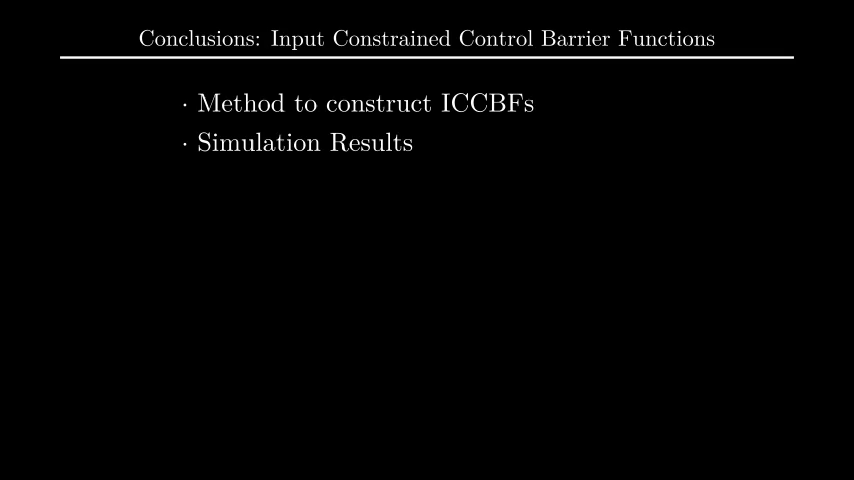 Conclusions: Input Constrained Control Barrier Functions
· Method to construct ICCBFs
· Simulation Results